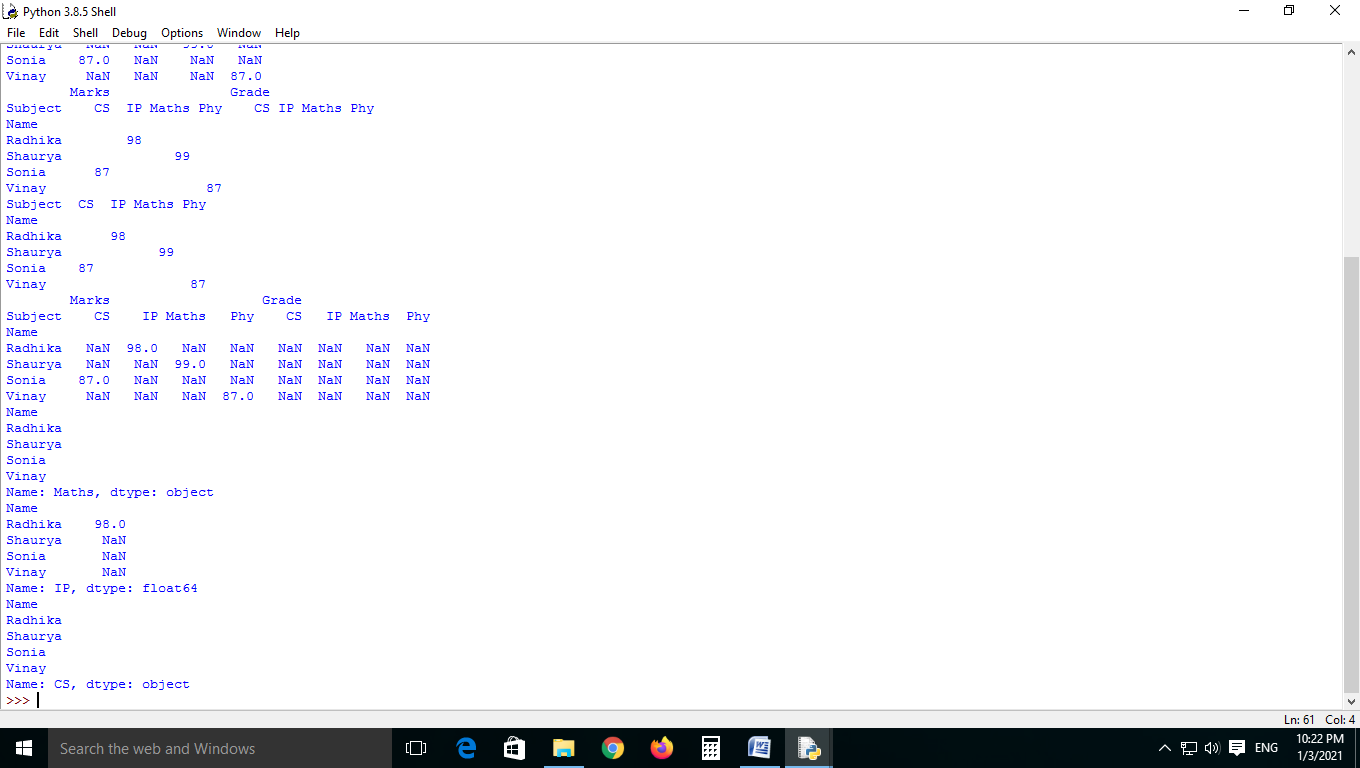 Python 3.8.5 Shell
File Edit Shell Debug Options Window Help
Shaurya NaN NaN 99.0 NaN
Sonia 87.0 NaN NaN NaN
Vinay NaN NaN NaN 87.0
Marks Grade
Subject CS IP Maths Phy CS IP Maths Phy
Name
Radhika 98
Shaurya 99
Sonia 87
Vinay 87
Subject CS IP Maths Phy
Name
Radhika 98
Shaurya 99
Sonia 87
Vinay 87
Marks Grade
Subject CS IP Maths Phy CS IP Maths Phy
Name
Radhika NaN 98.0 NaN NaN NaN NaN NaN NaN
Shaurya NaN NaN 99.0 NaN NaN NaN NaN NaN
Sonia 87.0 NaN NaN NaN NaN NaN NaN NaN
Vinay NaN NaN NaN 87.0 NaN NaN NaN NaN
Name
Radhika
Shaurya
Sonia
Vinay
Name: Maths, dtype: object
Name
Radhika 98.0
Shaurya NaN
Sonia NaN
Vinay NaN
Name: IP, dtype: float64
Name
Radhika
Shaurya
Sonia
Vinay
Name: CS, dtype: object
>>>
Ln: 61 Col: 4
Search the web and Windows
ENG
10:22 PM
1/3/2021